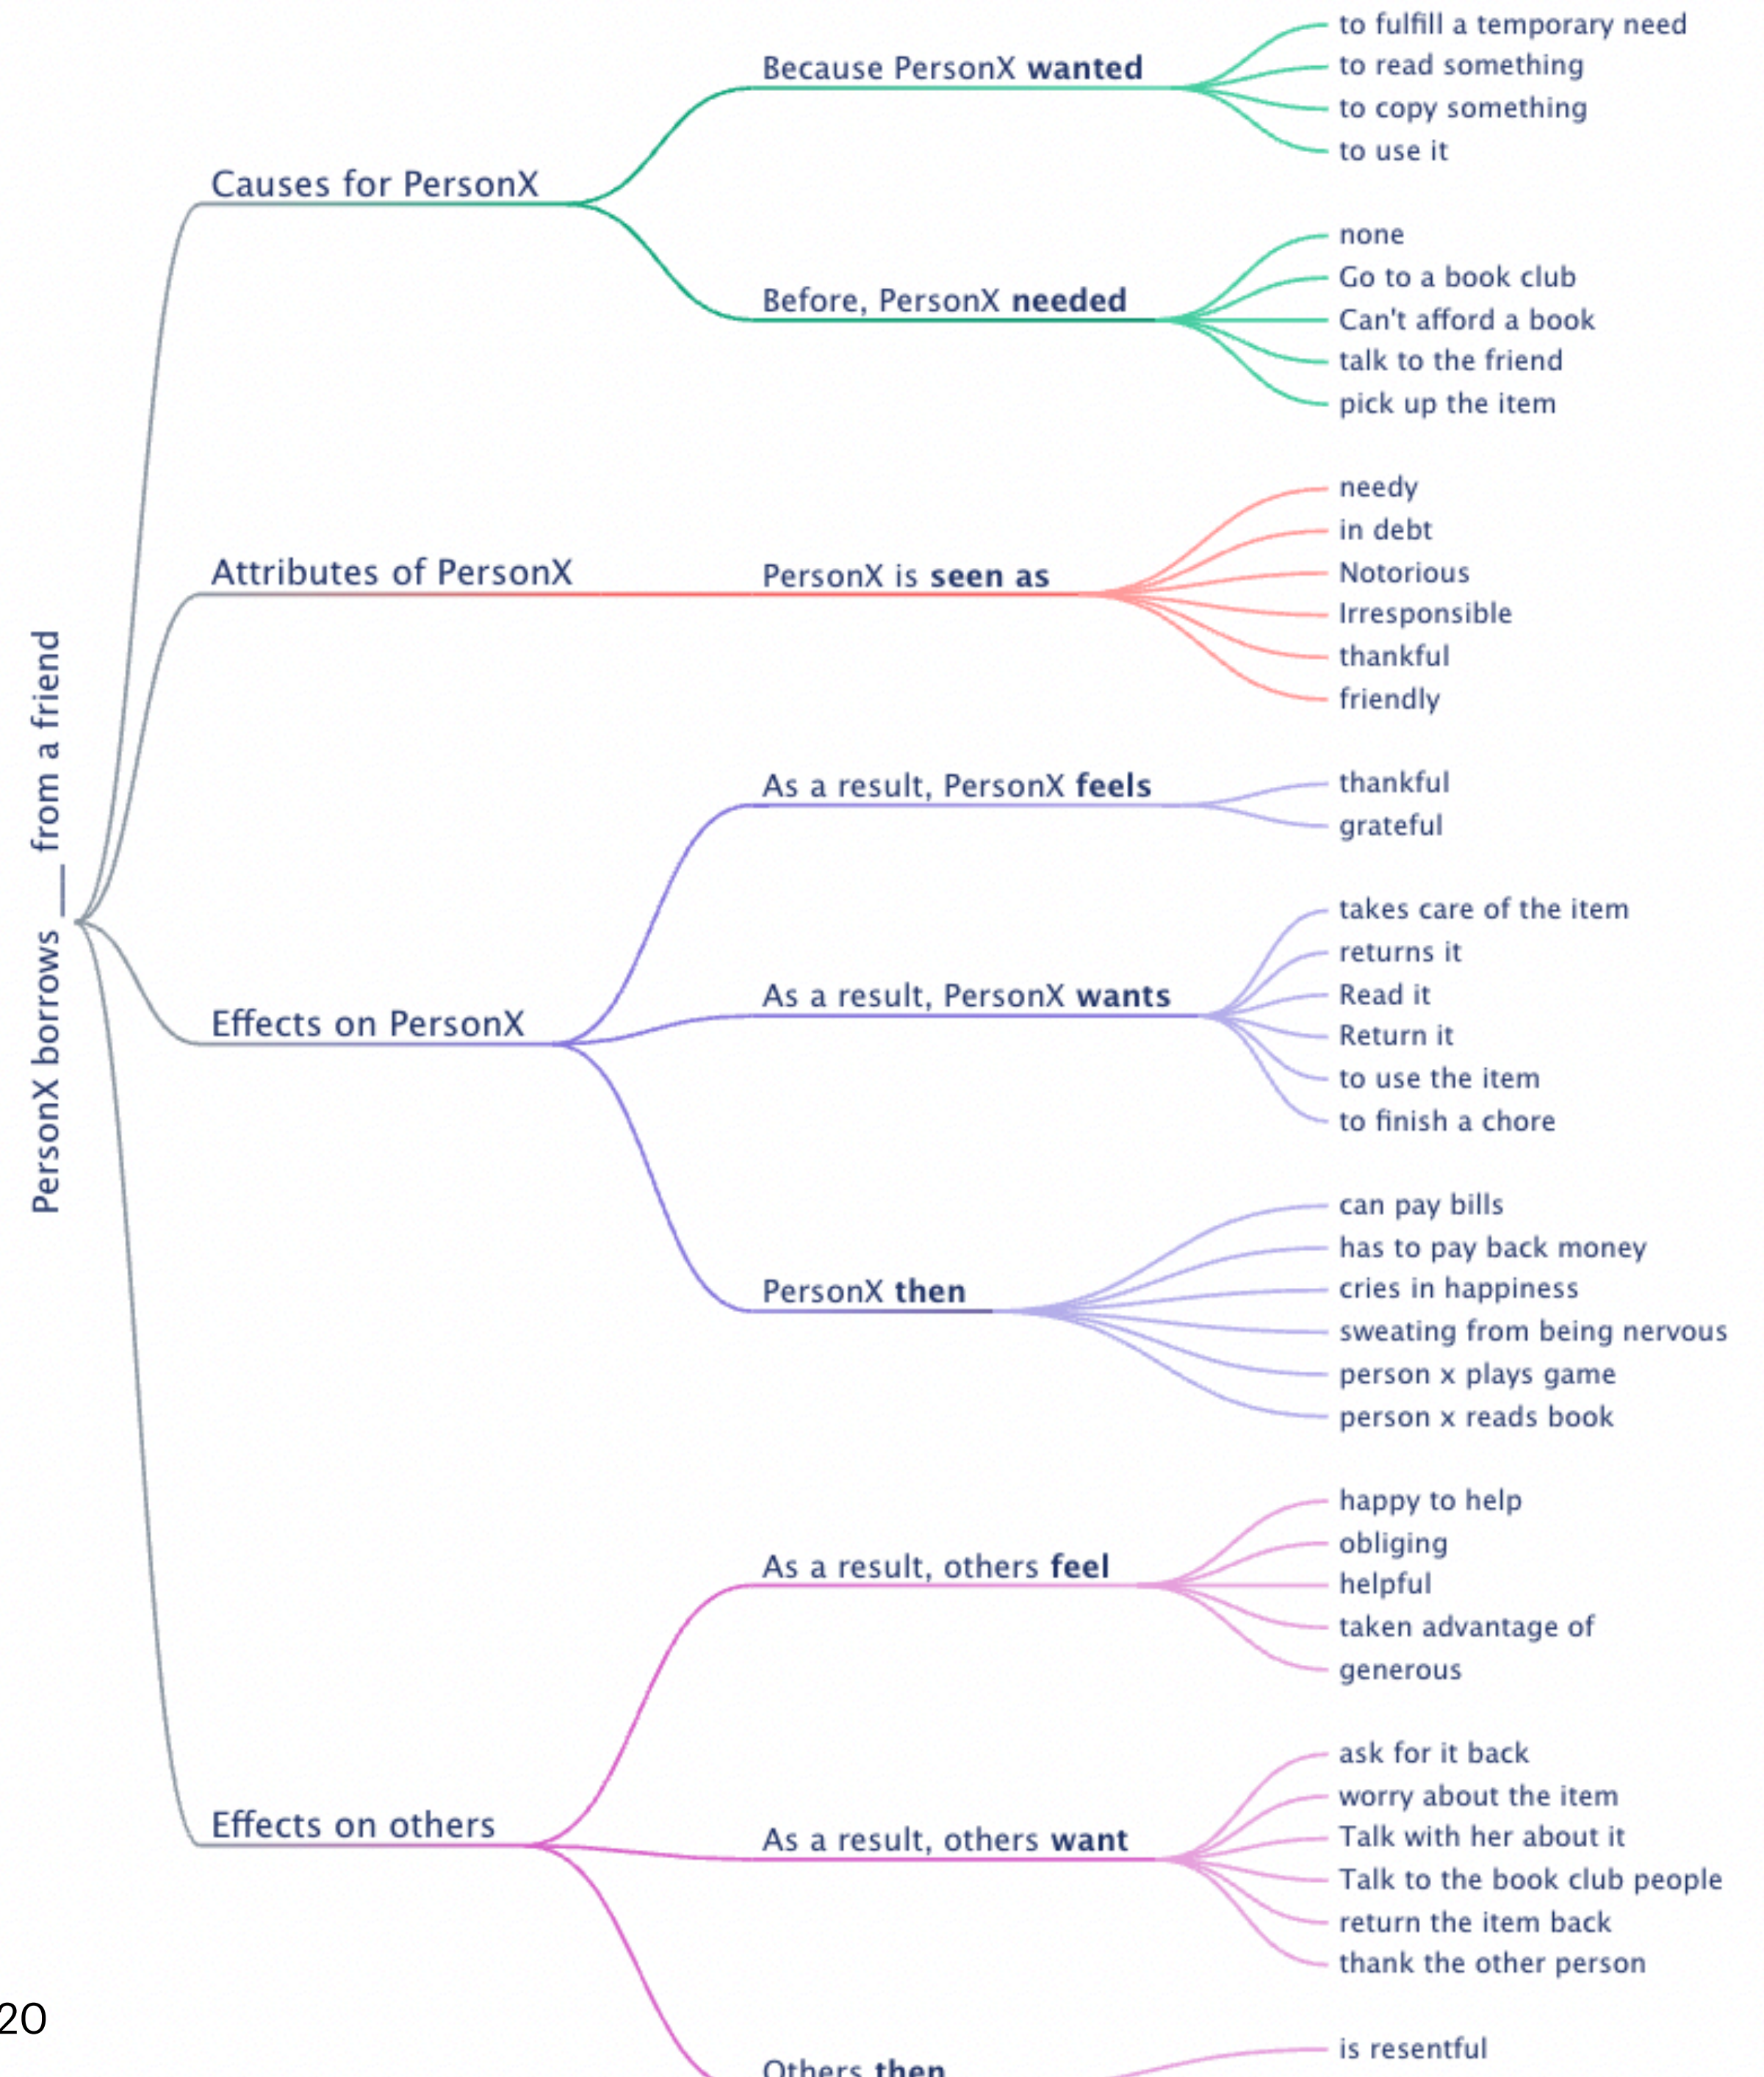 PersonX borrows ___ from a friend
Causes for PersonX
Because PersonX wanted
to fulfill a temporary need
to read something
to copy something
to use it
Before, PersonX needed
none
Go to a book club
Can't afford a book
talk to the friend
pick up the item
Attributes of PersonX
PersonX is seen as
needy
in debt
Notorious
Irresponsible
thankful
friendly
Effects on PersonX
As a result, PersonX feels
thankful
grateful
As a result, PersonX wants
takes care of the item
returns it
Read it
Return it
to use the item
to finish a chore
PersonX then
can pay bills
has to pay back money
cries in happiness
sweating from being nervous
person x plays game
person x reads book
Effects on others
As a result, others feel
happy to help
obliging
helpful
taken advantage of
generous
As a result, others want
ask for it back
worry about the item
Talk with her about it
Talk to the book club people
return the item back
thank the other person
Others then
is resentful
20